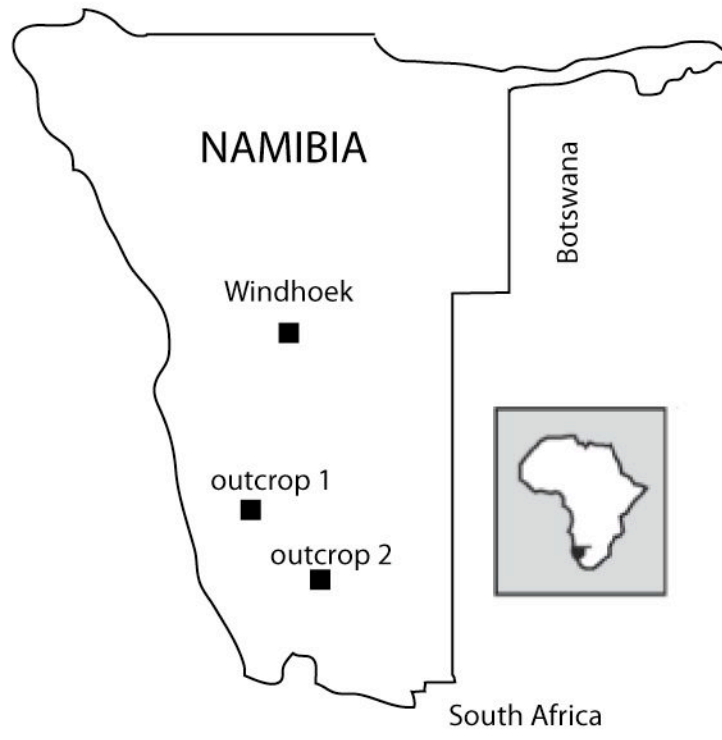 NAMIBIA
Botswana
Windhoek
outcrop 1
outcrop 2
South Africa